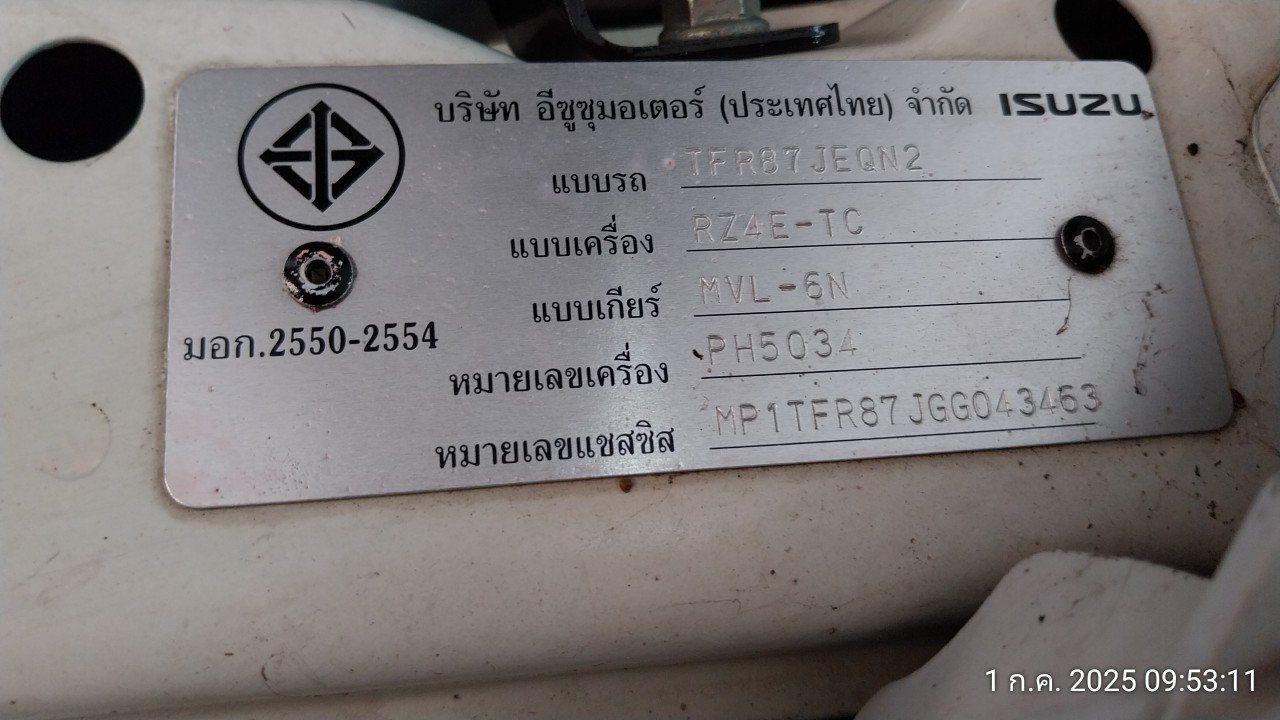 บริษัท อีซูซุมอเตอร์ (ประเทศไทย) จำกัด ISUZU
แบบรถ TFR87JEQN2
แบบเครื่อง RZ4E-TC
แบบเกียร์ MVL-6N
มอก.2550-2554
หมายเลขเครื่อง PH5034
หมายเลขแชสซิส MP1TFR87JGG043463
1 ก.ค. 2025 09:53:11